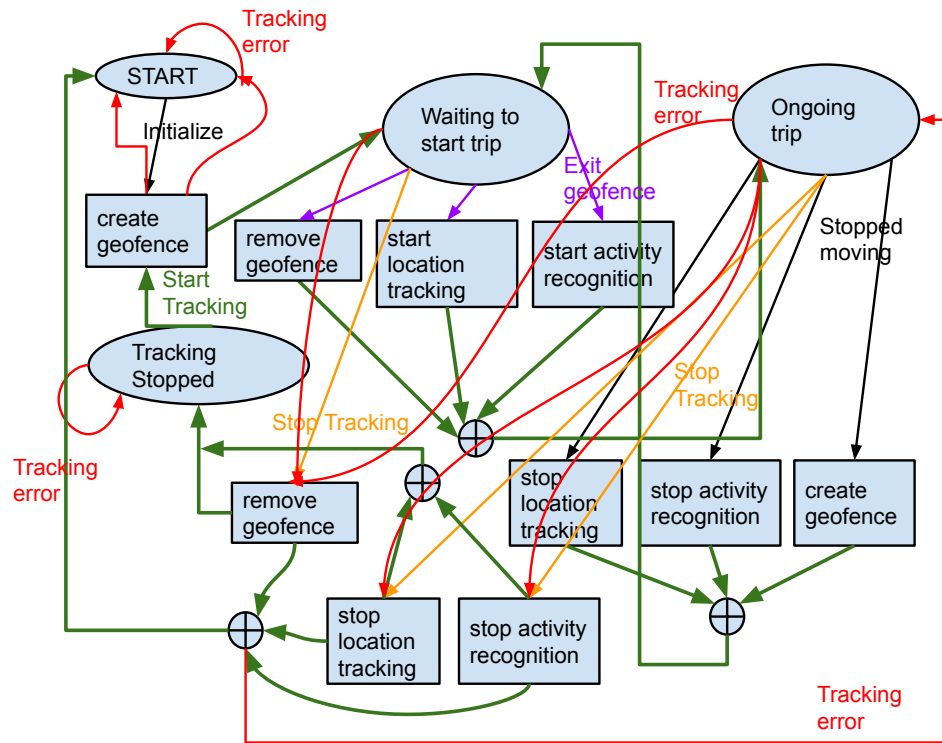 Tracking
error
START
Initialize
Waiting to
start trip
Tracking
error
Ongoing
trip
Exit
geofence
create
geofence
remove
geofence
start
location
tracking
start activity
recognition
Stopped
moving
Start
Tracking
Tracking
Stopped
Stop Tracking
Stop
Tracking
Tracking
error
remove
geofence
stop
location
tracking
stop activity
recognition
create
geofence
stop
location
tracking
stop activity
recognition
Tracking
error